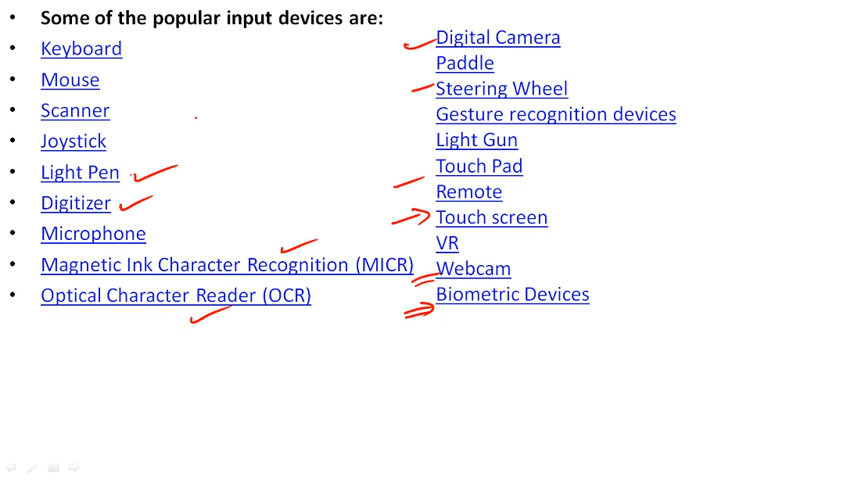 Some of the popular input devices are:
Keyboard
Mouse
Scanner
Joystick
Light Pen
Digitizer
Microphone
Magnetic Ink Character Recognition (MICR)
Optical Character Reader (OCR)
Digital Camera
Paddle
Steering Wheel
Gesture recognition devices
Light Gun
Touch Pad
Remote
Touch screen
VR
Webcam
Biometric Devices